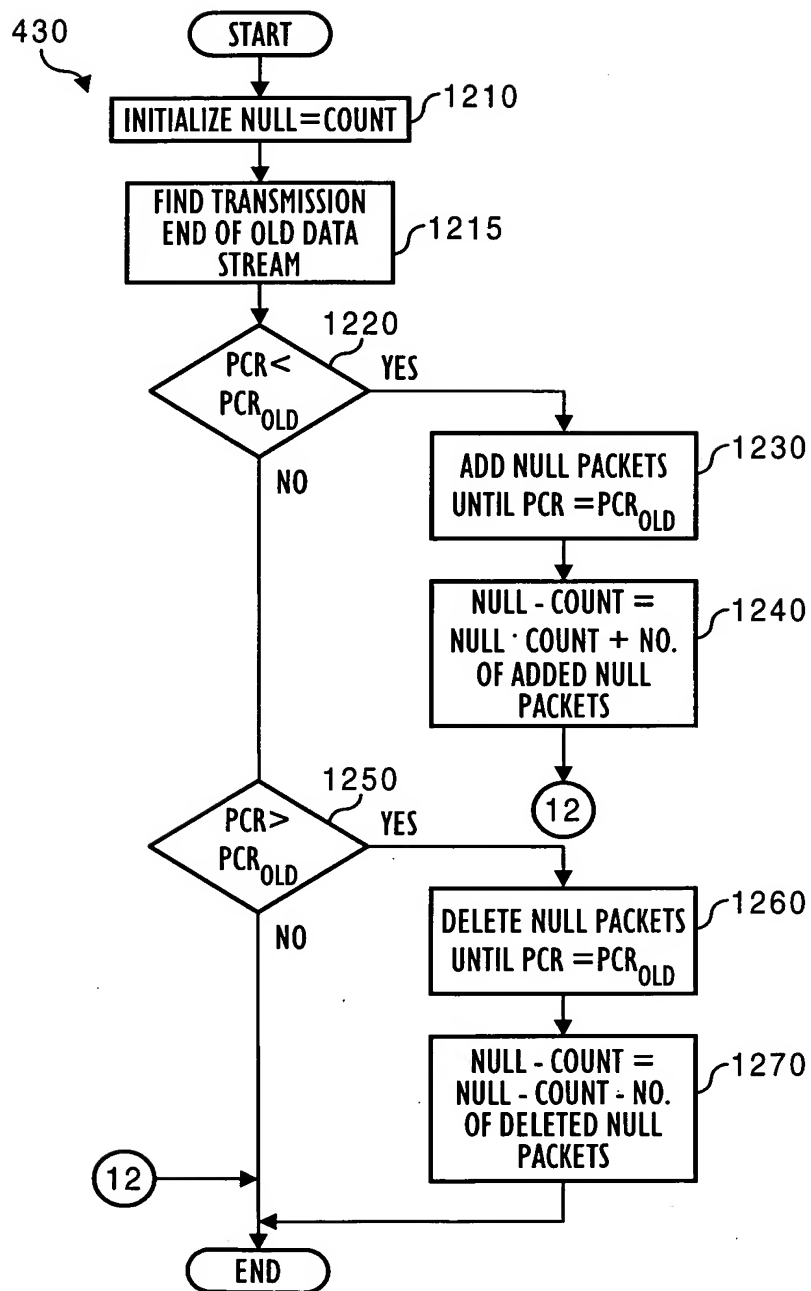 430
START
INITIALIZE NULL=COUNT
1210
FIND TRANSMISSION
END OF OLD DATA
STREAM
1215
PCR<
PCR_OLD
1220
YES
NO
ADD NULL PACKETS
UNTIL PCR =PCR_OLD
1230
NULL - COUNT =
NULL · COUNT + NO.
OF ADDED NULL
PACKETS
1240
12
PCR>
PCR_OLD
1250
YES
NO
DELETE NULL PACKETS
UNTIL PCR =PCR_OLD
1260
NULL - COUNT =
NULL - COUNT - NO.
OF DELETED NULL
PACKETS
1270
12
END